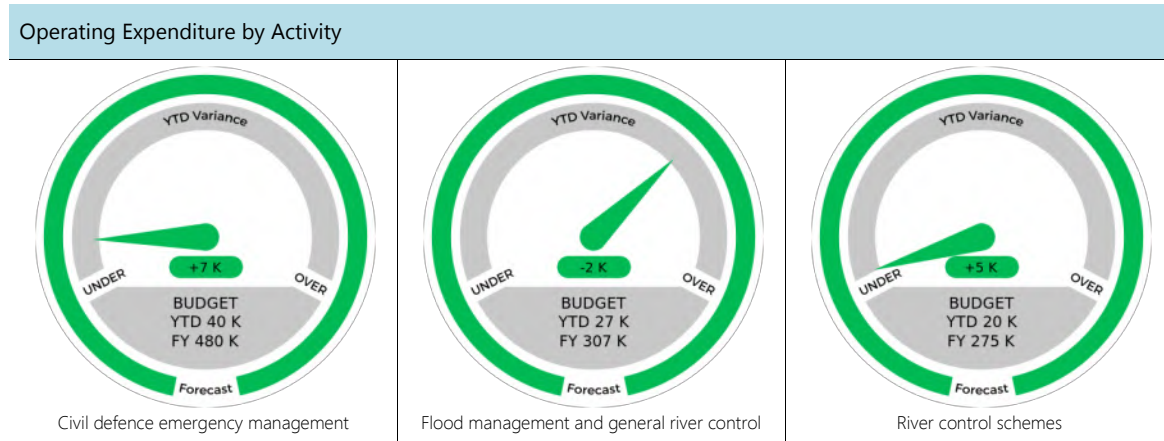 Operating Expenditure by Activity
YTD Variance
+7 K
UNDER
OVER
BUDGET
YTD 40 K
FY 480 K
Forecast
Civil defence emergency management
YTD Variance
-2 K
UNDER
OVER
BUDGET
YTD 27 K
FY 307 K
Forecast
Flood management and general river control
YTD Variance
+5 K
UNDER
OVER
BUDGET
YTD 20 K
FY 275 K
Forecast
River control schemes